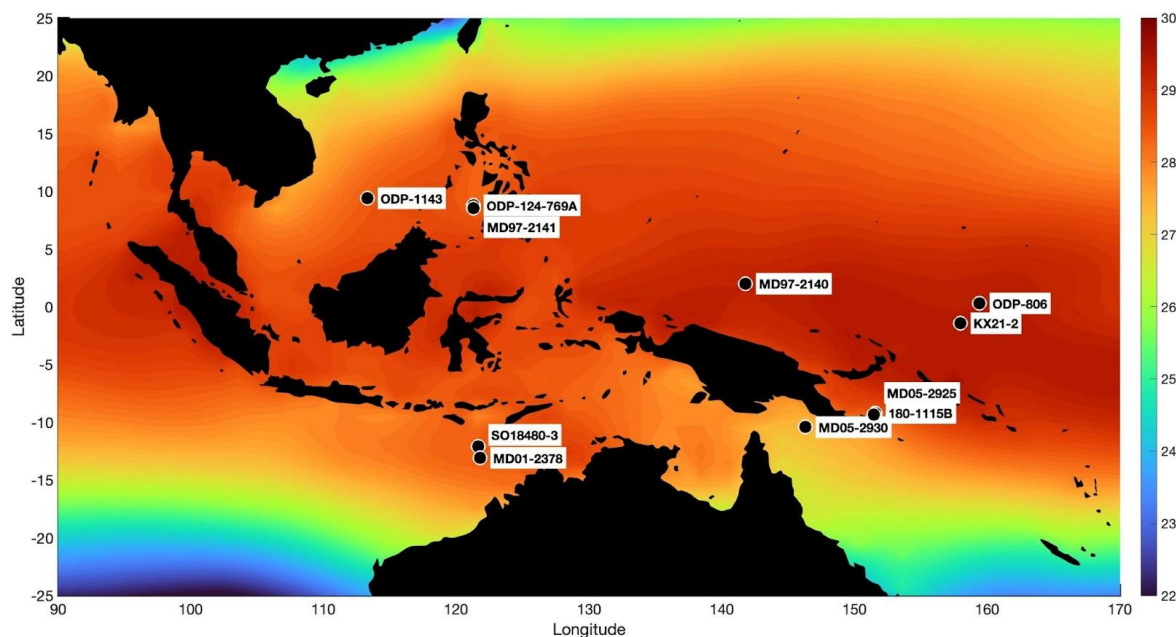 25
20
15
10
5
0
-5
-10
-15
-20
-25
Latitude
90
100
110
120
130
140
150
160
170
Longitude
ODP-1143
ODP-124-769A
MD97-2141
MD97-2140
ODP-806
KX21-2
MD05-2925
180-1115B
MD05-2930
SO18480-3
MD01-2378
30
29
28
27
26
25
24
23
22